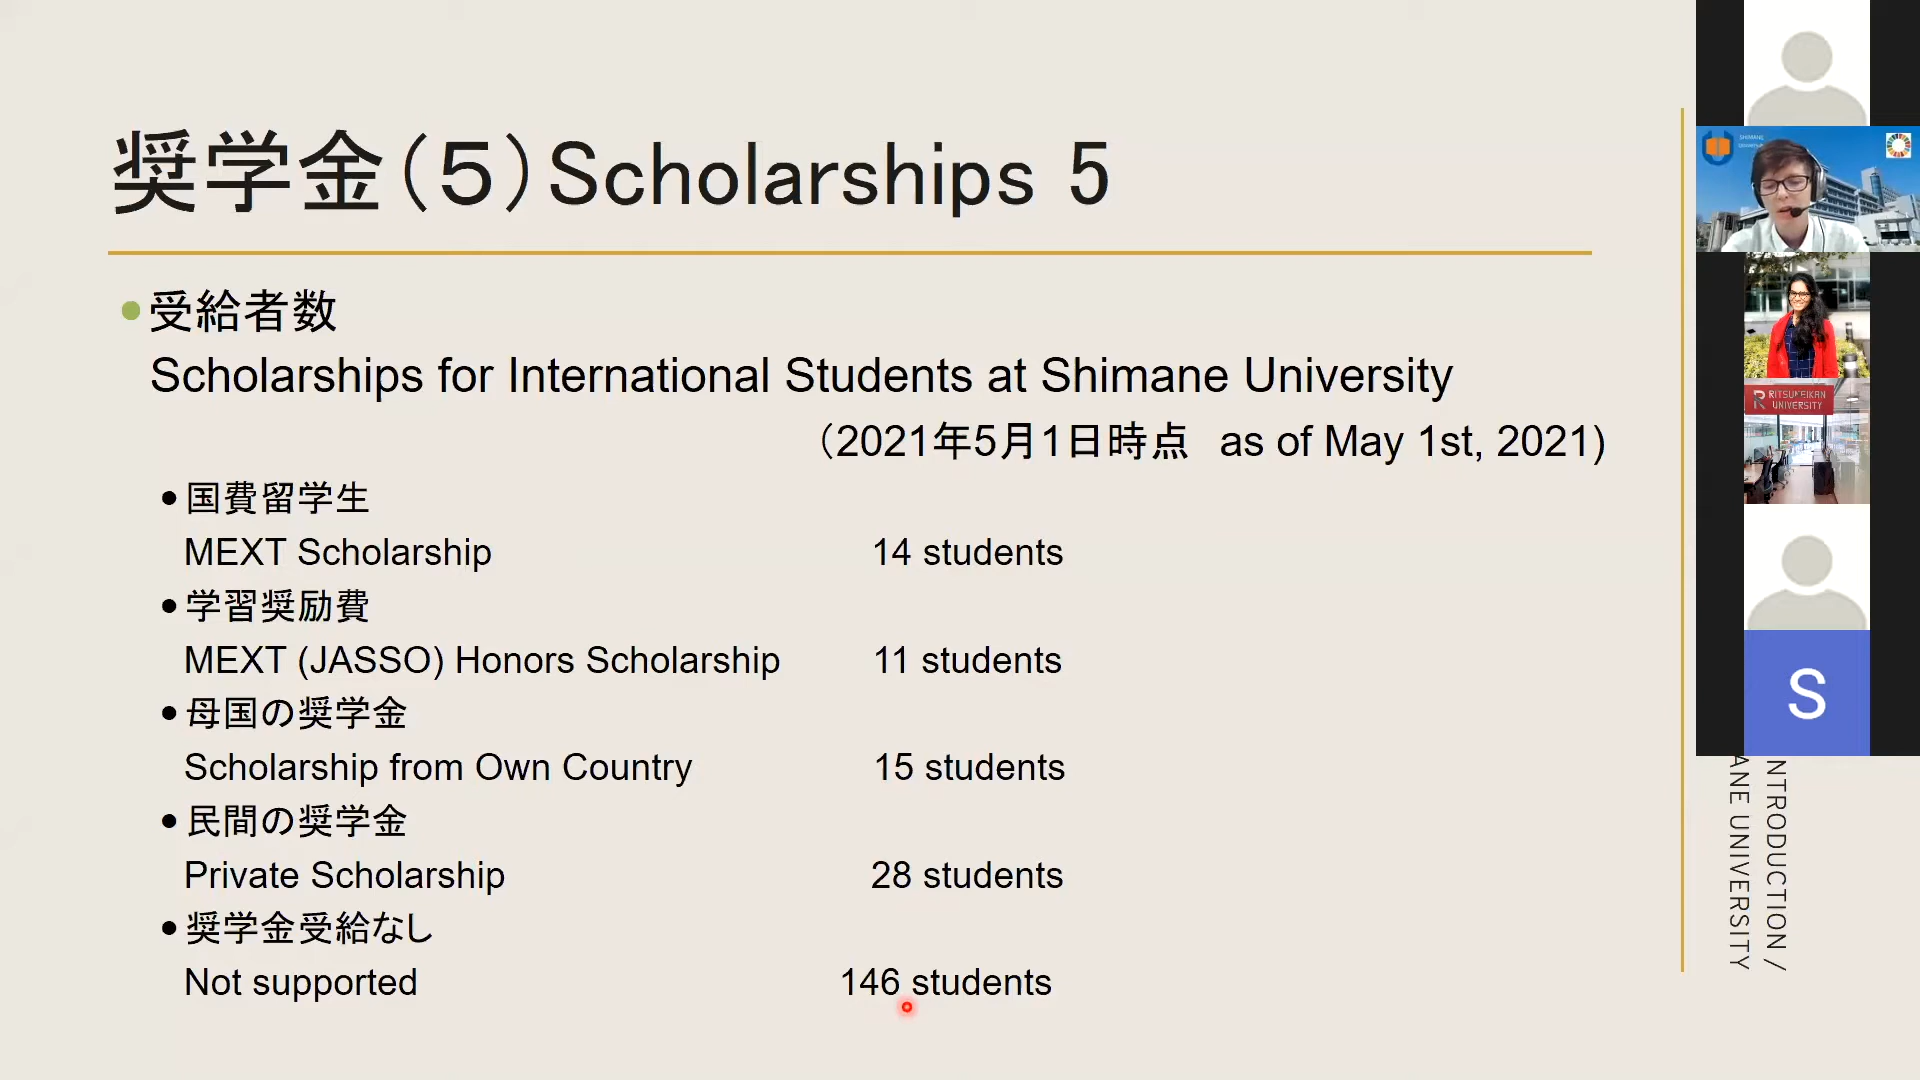 奨学金（５）Scholarships 5
受給者数
Scholarships for International Students at Shimane University
（2021年5月1日時点　as of May 1st, 2021)
国費留学生
MEXT Scholarship 14 students
学習奨励費
MEXT (JASSO) Honors Scholarship 11 students
母国の奨学金
Scholarship from Own Country 15 students
民間の奨学金
Private Scholarship 28 students
奨学金受給なし
Not supported 146 students
SHIMANE
RITSUMEIKAN
UNIVERSITY
S
NTRODUCTION /
ANE UNIVERSITY